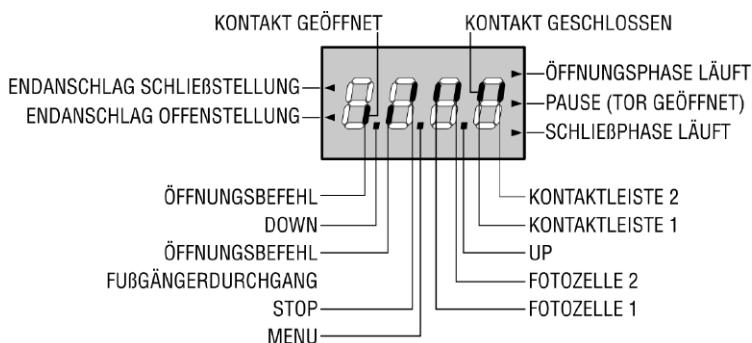 KONTAKT GEÖFFNET
KONTAKT GESCHLOSSEN
ENDANSCHLAG SCHLIEẞSTELLUNG
ENDANSCHLAG OFFENSTELLUNG
ÖFFNUNGSPHASE LÄUFT
PAUSE (TOR GEÖFFNET)
SCHLIEẞPHASE LÄUFT
ÖFFNUNGSBEFEHL
DOWN
ÖFFNUNGSBEFEHL
FUßGÄNGERDURCHGANG
STOP
MENU
KONTAKTLEISTE 2
KONTAKTLEISTE 1
UP
FOTOZELLE 2
FOTOZELLE 1